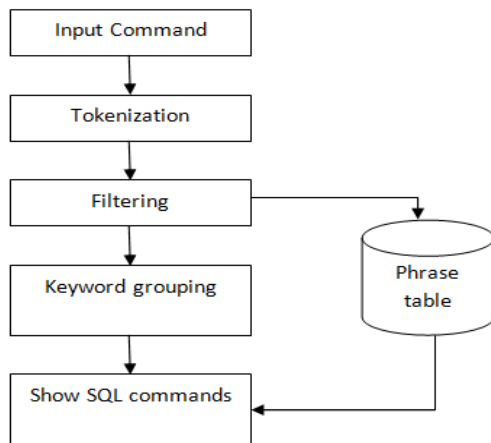 Input Command
Tokenization
Filtering
Phrase
table
Keyword grouping
Show SQL commands